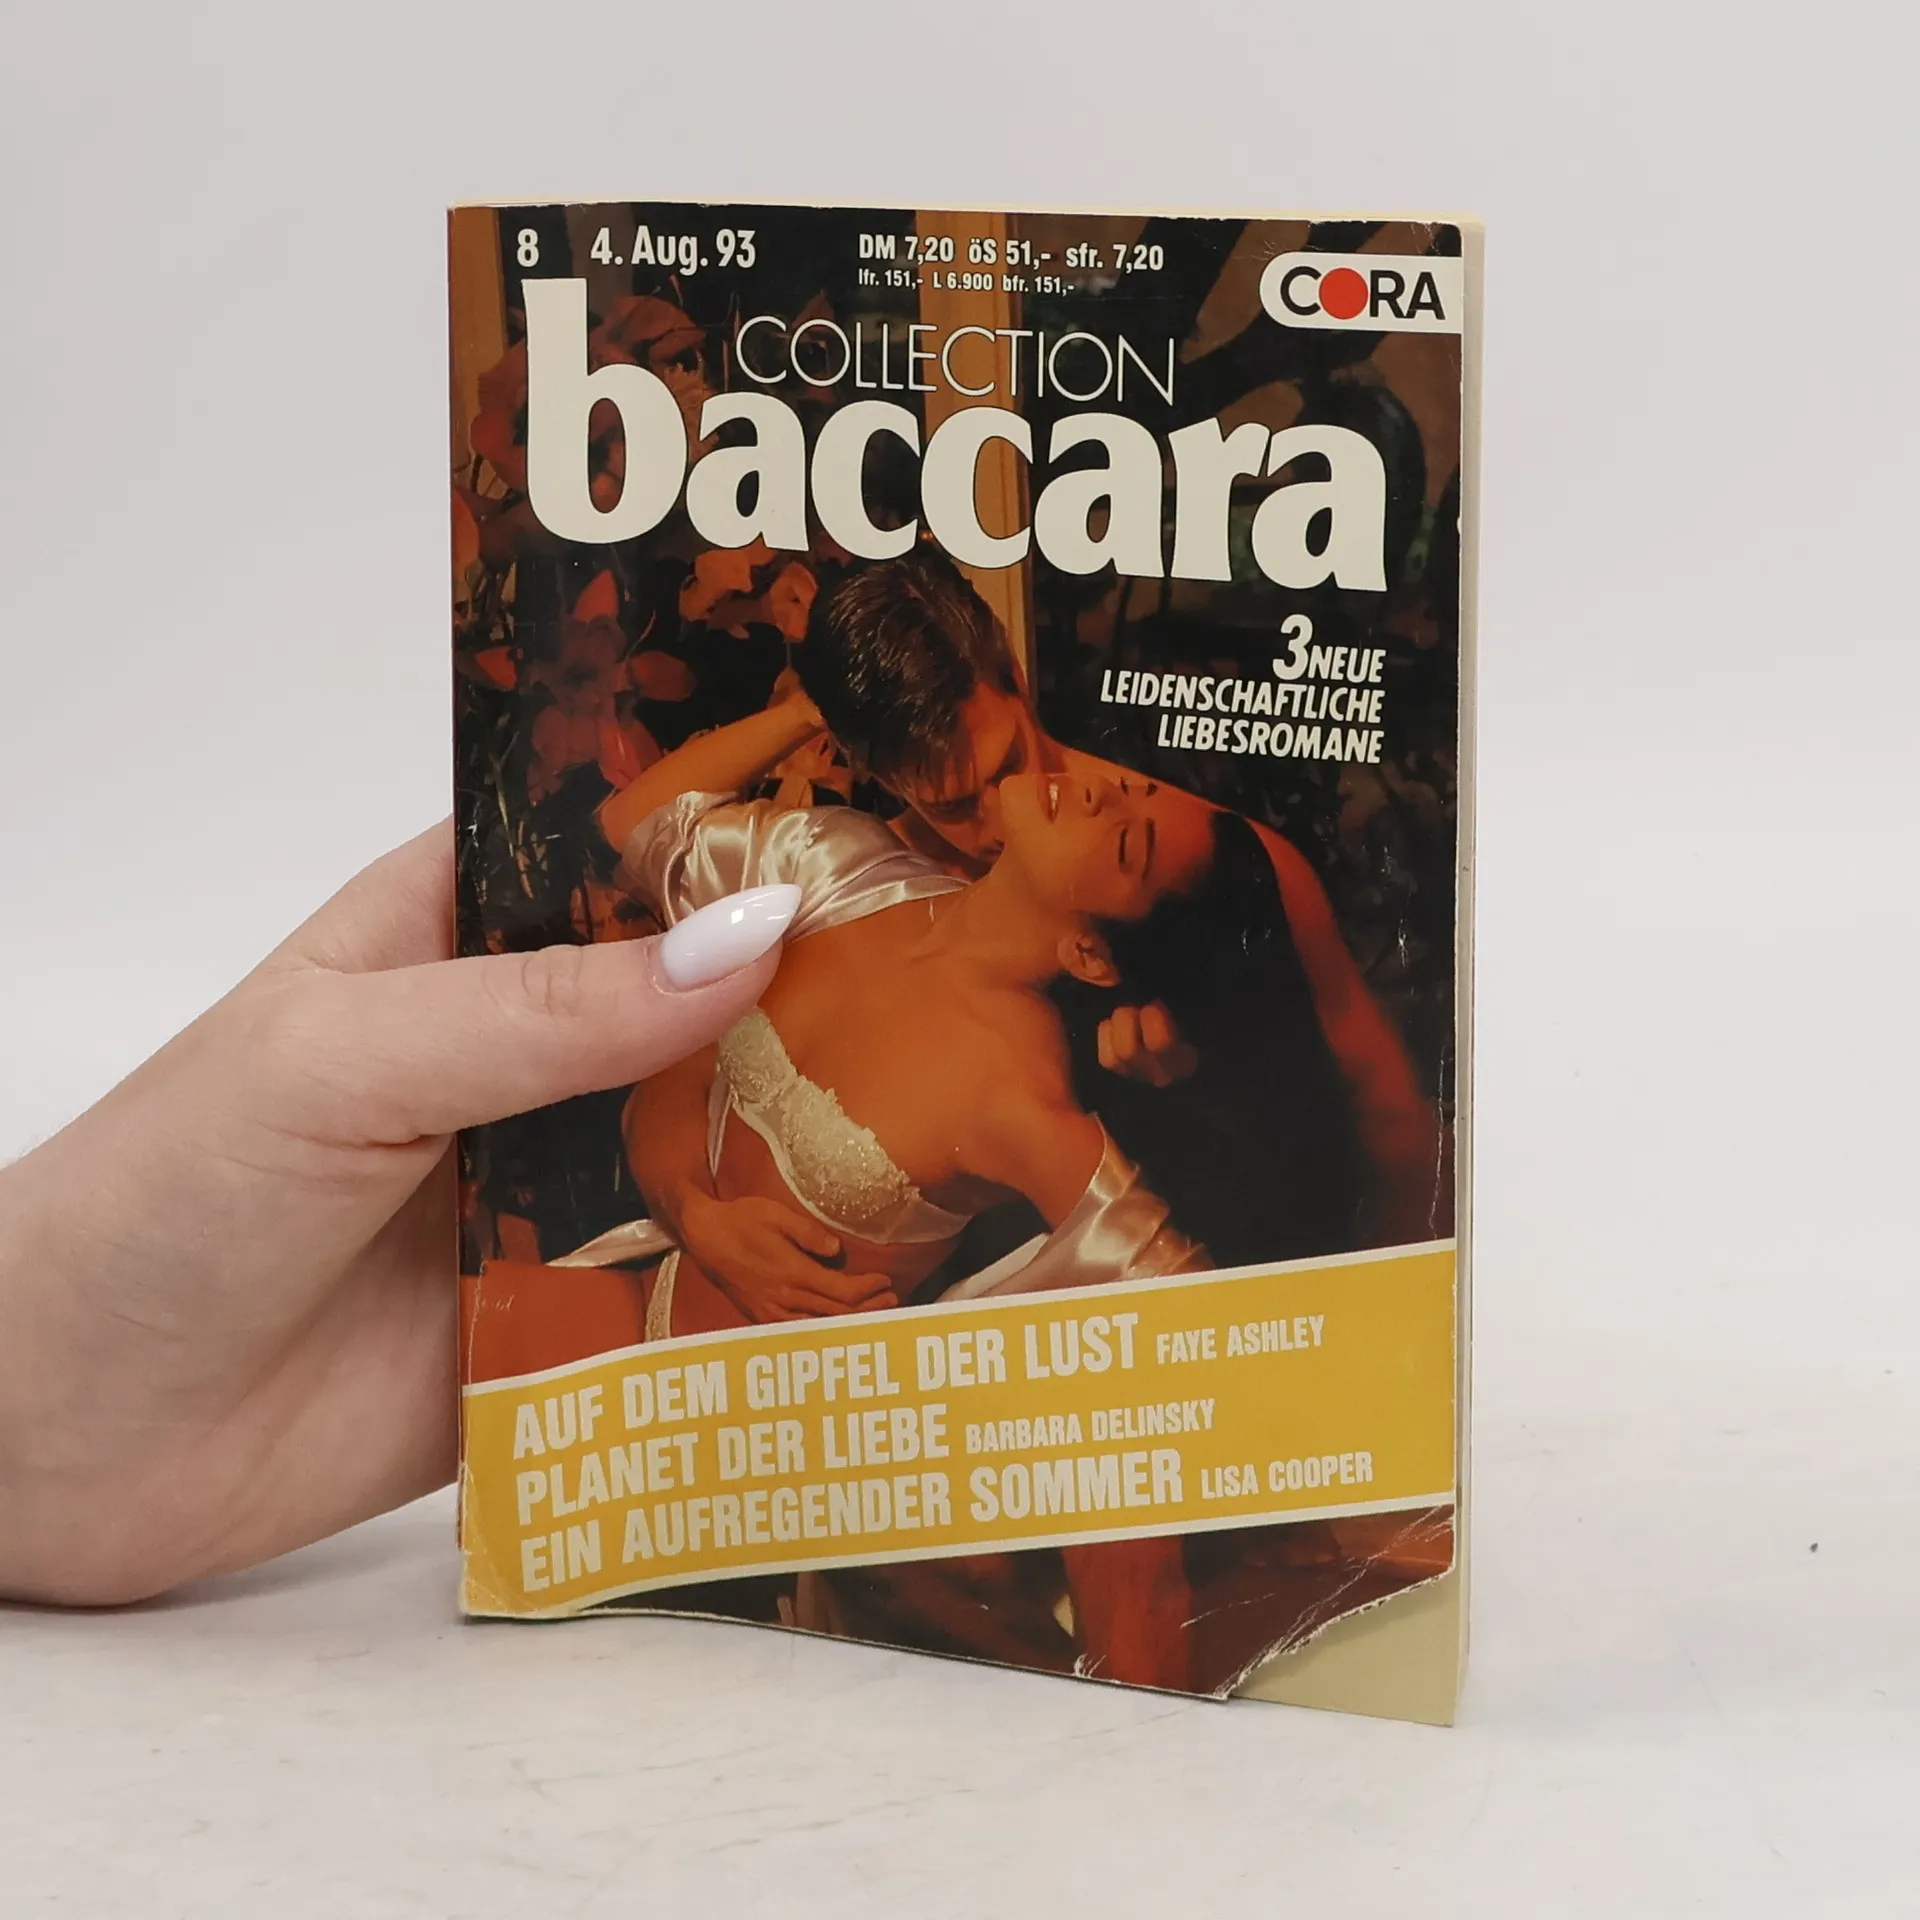 8 4. Aug. 93 DM 7,20 öS 51,- sfr. 7,20
lfr. 151,- L 6.900 bfr. 151,-
CORA
COLLECTION
baccara
3 NEUE
LEIDENSCHAFTLICHE
LIEBESROMANE
AUF DEM GIPFEL DER LUST FAYE ASHLEY
PLANET DER LIEBE BARBARA DELINSKY
EIN AUFREGENDER SOMMER LISA COOPER